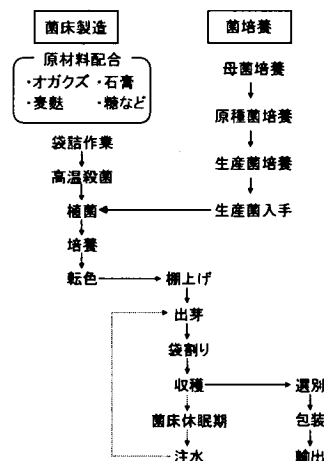 菌床製造
菌培養
原材料配合
・オガクズ ・石膏
・麦麩 ・糖など
母菌培養
原種菌培養
袋詰作業
高温殺菌
生産菌培養
植菌
生産菌入手
培養
転色
棚上げ
出芽
袋割り
収穫
選別
菌床休眠期
包装
注水
輸出